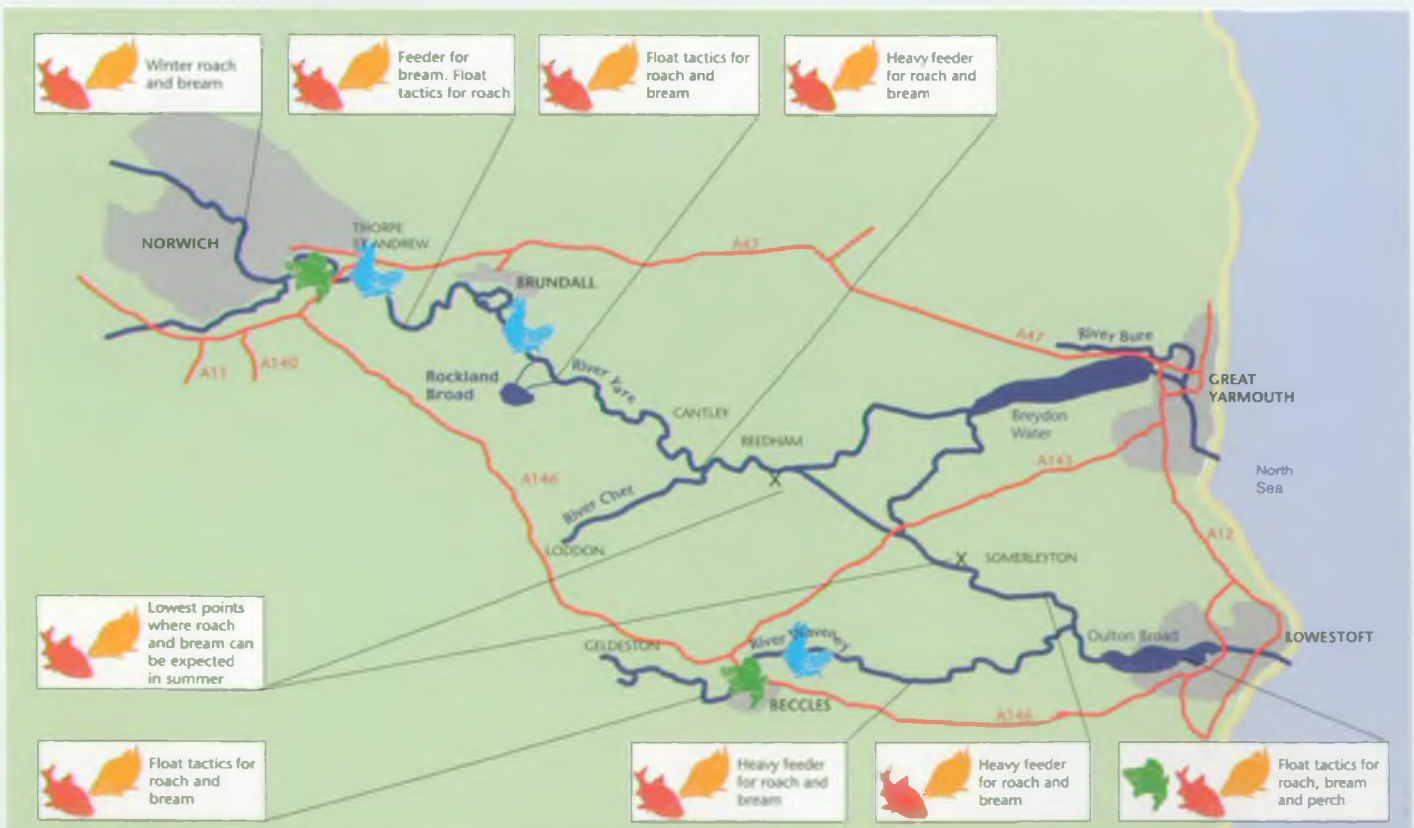 Winter roach
and bream
Feeder for
bream. Float
tactics for roach
Float tactics for
roach and
bream
Heavy feeder
for roach and
bream
NORWICH
THORPE
ST ANDREW
BRUNDALL
A47
A11
A140
Rockland
Broad
River Yare
CANTLEY
REEDHAM
A47
River Bure
GREAT
YARMOUTH
Breydon
Water
A143
A146
River Chet
LODDON
X
X
SOMERLEYTON
North
Sea
A12
Lowest points
where roach
and bream can
be expected
in summer
GELDESTON
River Waveney
Oulton Broad
LOWESTOFT
BECCLES
A146
Float tactics for
roach and
bream
Heavy feeder
for roach and
bream
Heavy feeder
for roach and
bream
Float tactics for
roach, bream
and perch